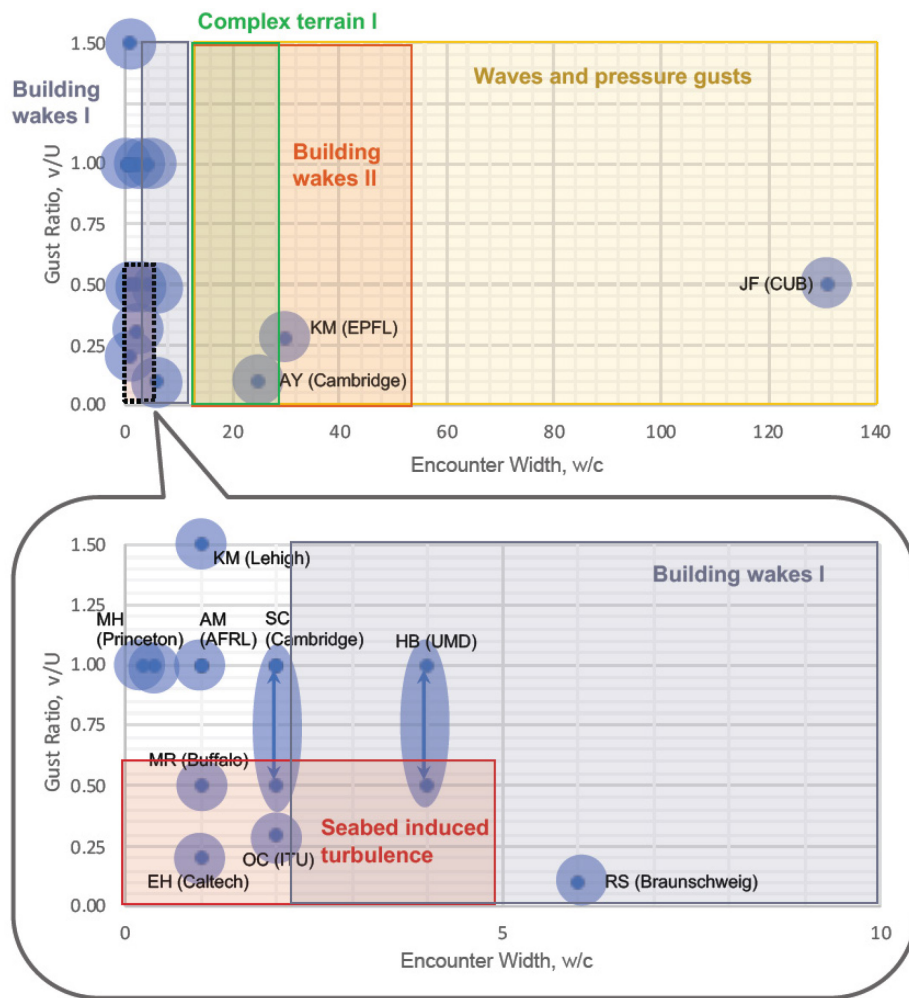 Complex terrain I
1.50
Waves and pressure gusts
Building
wakes I
1.25
Gust Ratio, v/U
1.00
Building
wakes II
0.75
0.50
JF (CUB)
KM (EPFL)
0.25
AY (Cambridge)
0.00
0 20 40 60 80 100 120 140
Encounter Width, w/c
1.50
KM (Lehigh)
Building wakes I
1.25
MH
(Princeton)
AM
(AFRL)
SC
(Cambridge)
HB (UMD)
Gust Ratio, v/U
1.00
0.75
MR (Buffalo)
0.50
Seabed induced
turbulence
0.25
OC (ITU)
EH (Caltech)
RS (Braunschweig)
0.00
0 5 10
Encounter Width, w/c